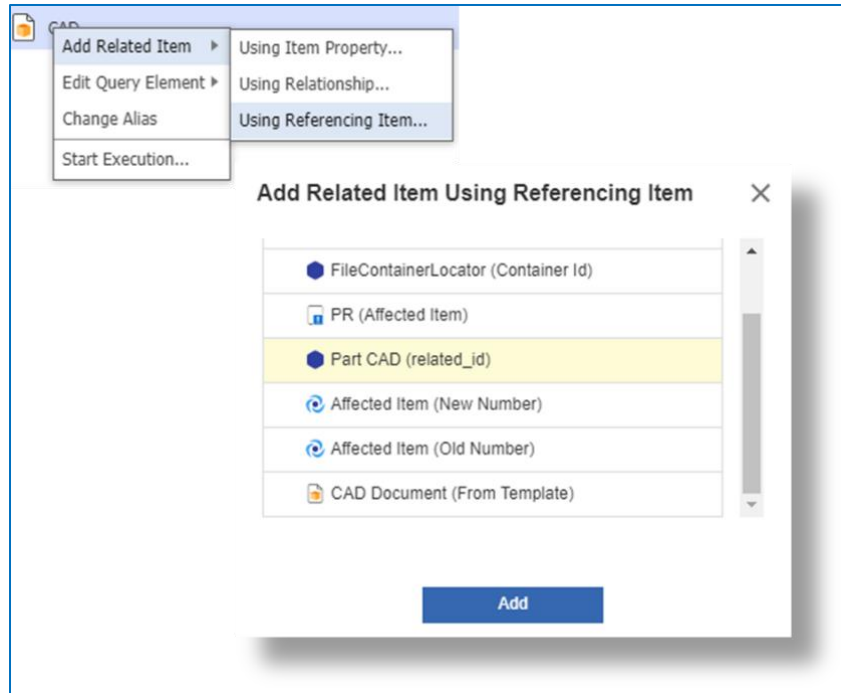 CAD
Add Related Item
Using Item Property...
Edit Query Element
Using Relationship...
Change Alias
Using Referencing Item...
Start Execution...
Add Related Item Using Referencing Item
FileContainerLocator (Container Id)
PR (Affected Item)
Part CAD (related_id)
Affected Item (New Number)
Affected Item (Old Number)
CAD Document (From Template)
Add